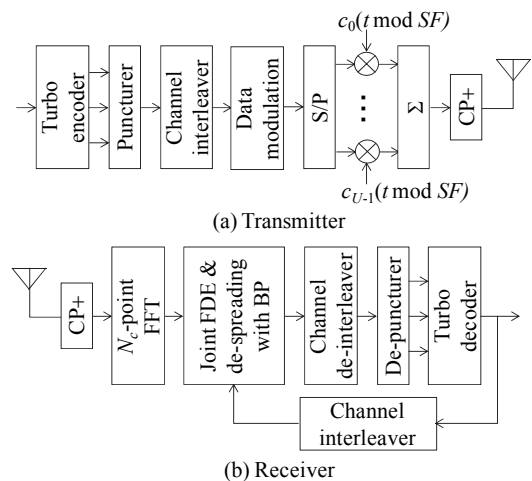 Turbo
encoder
Puncturer
Channel
interleaver
Data
modulation
S/P
c0(t mod SF)
cU-1(t mod SF)
Σ
CP+
(a) Transmitter
CP+
Nc-point
FFT
Joint FDE &
de-spreading
with BP
Channel
de-interleaver
De-puncturer
Turbo
decoder
Channel
interleaver
(b) Receiver